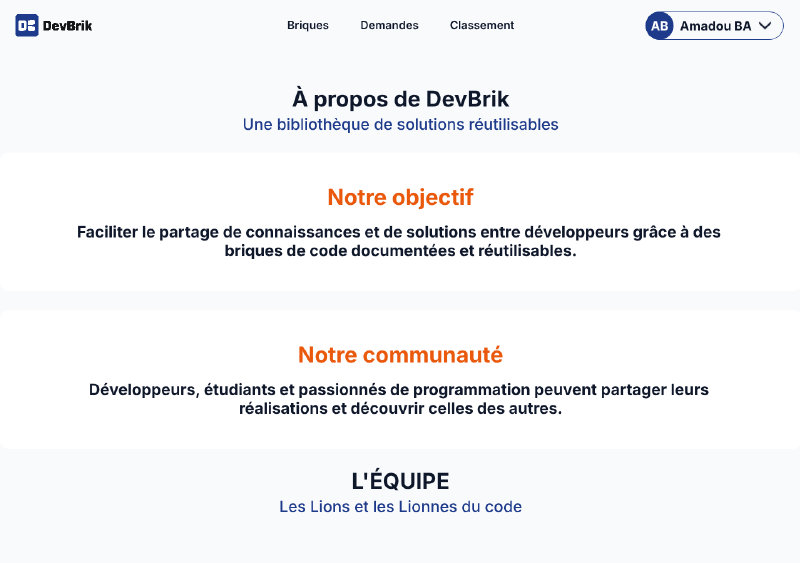 DB DevBrik
Briques
Demandes
Classement
AB
Amadou BA
À propos de DevBrik
Une bibliothèque de solutions réutilisables
Notre objectif
Faciliter le partage de connaissances et de solutions entre développeurs grâce à des
briques de code documentées et réutilisables.
Notre communauté
Développeurs, étudiants et passionnés de programmation peuvent partager leurs
réalisations et découvrir celles des autres.
L'ÉQUIPE
Les Lions et les Lionnes du code